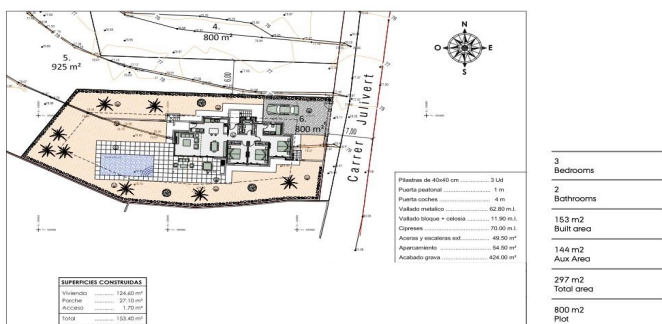 4.
800 m²
5.
925 m²
6.
800 m²
6.00
7.00
Carrer Julivert
N
O
E
S
Pilastras de 40x40 cm .......... 3 Ud
Puerta peatonal .......... 1 m
Puerta coches .......... 4 m
Vallado metalico .......... 62.80 m.l.
Vallado bloque + celosia .......... 11.90 m.l.
Cipreses .......... 70.00 m.l.
Aceras y escaleras ext .......... 49.50 m²
Aparcamiento .......... 54.50 m²
Acabado grava .......... 424.00 m²
SUPERFICIES CONSTRUIDAS
Vivienda .......... 124.60 m²
Porche .......... 27.10 m²
Acceso .......... 1.70 m²
Total .......... 153.40 m²
3
Bedrooms
2
Bathrooms
153 m2
Built area
144 m2
Aux Area
297 m2
Total area
800 m2
Plot